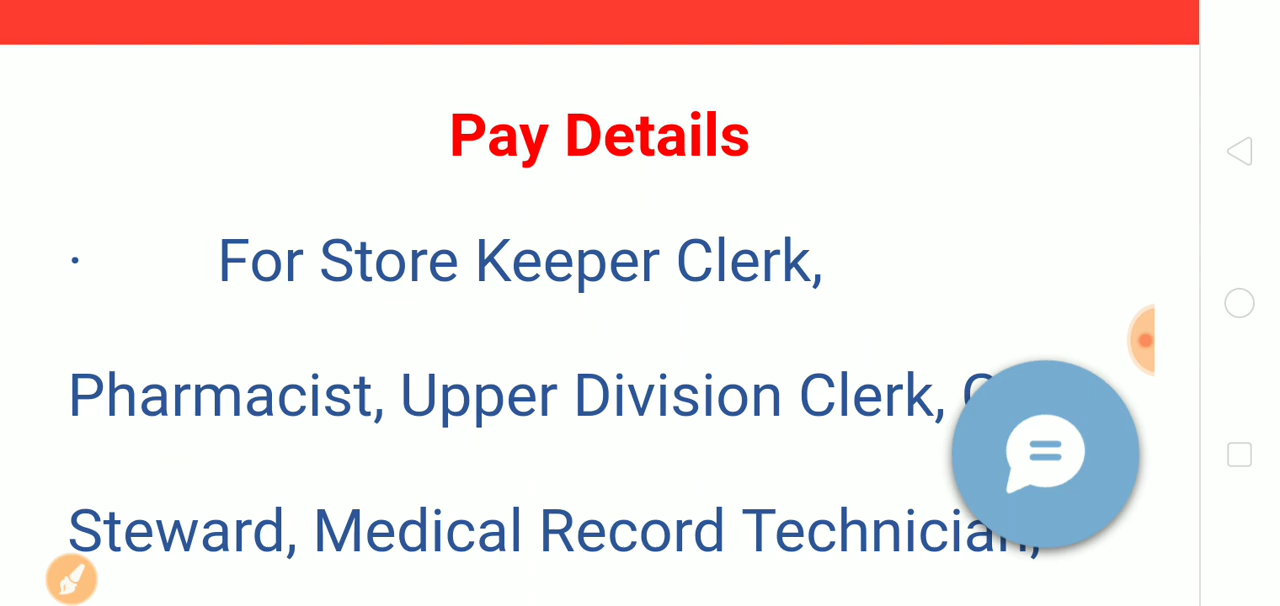 Pay Details
· For Store Keeper Clerk,
Pharmacist, Upper Division Clerk,
Steward, Medical Record Technician,